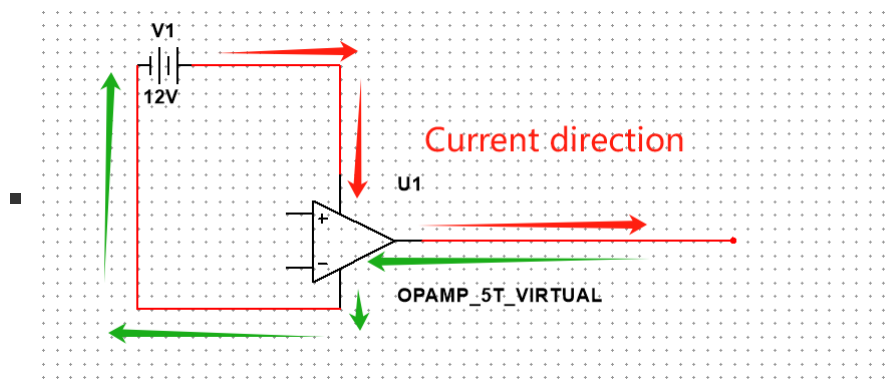 V1
12V
Current direction
U1
+
−
OPAMP_5T_VIRTUAL